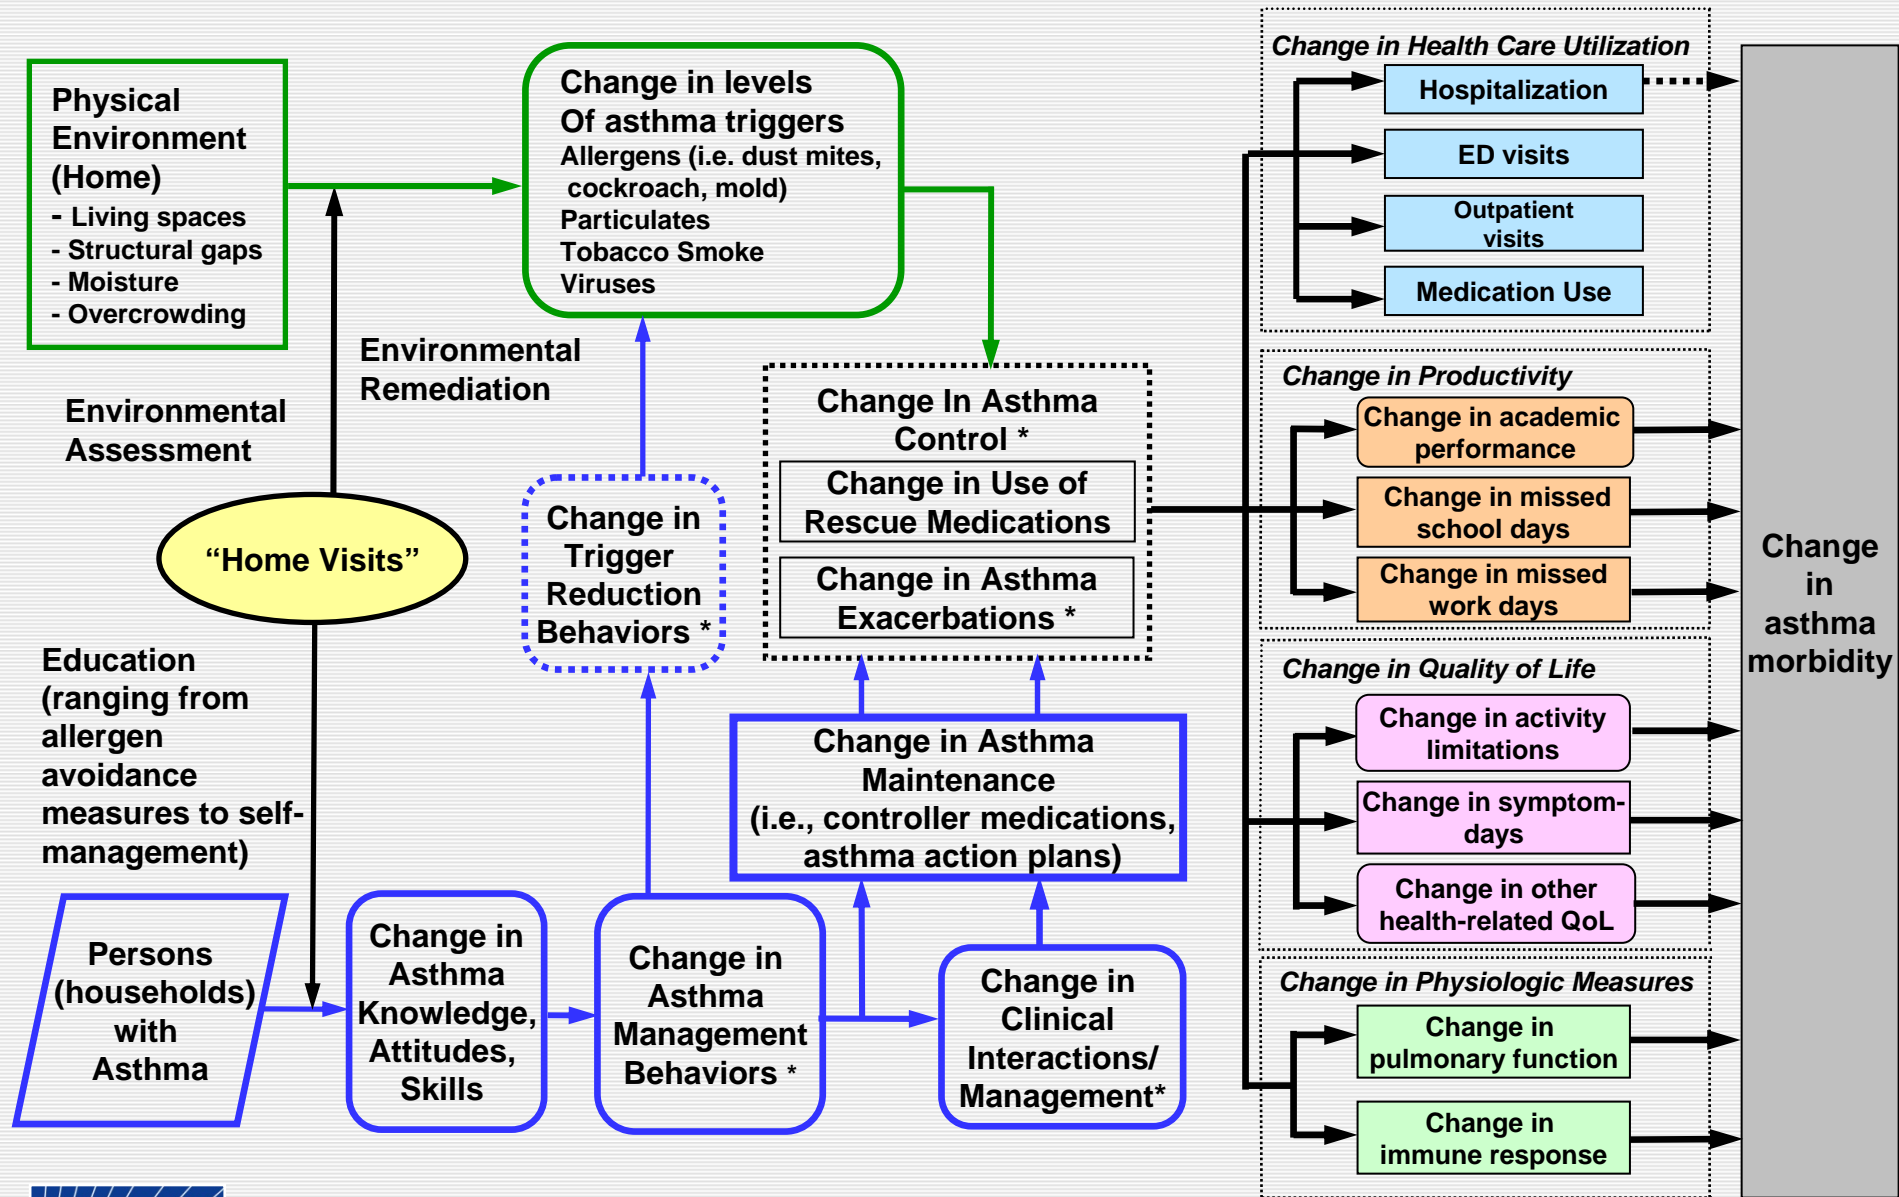 Physical
Environment
(Home)
- Living spaces
- Structural gaps
- Moisture
- Overcrowding
Change in levels
Of asthma triggers
Allergens (i.e. dust mites,
cockroach, mold)
Particulates
Tobacco Smoke
Viruses
Environmental
Remediation
Environmental
Assessment
“Home Visits”
Education
(ranging from
allergen
avoidance
measures to self-
management)
Persons
(households)
with
Asthma
Change in
Asthma
Knowledge,
Attitudes,
Skills
Change in
Trigger
Reduction
Behaviors *
Change in
Asthma
Management
Behaviors *
Change In Asthma
Control *
Change in Use of
Rescue Medications
Change in Asthma
Exacerbations *
Change in Asthma
Maintenance
(i.e., controller medications,
asthma action plans)
Change in
Clinical
Interactions/
Management*
Change in Health Care Utilization
Hospitalization
ED visits
Outpatient
visits
Medication Use
Change in Productivity
Change in academic
performance
Change in missed
school days
Change in missed
work days
Change in Quality of Life
Change in activity
limitations
Change in symptom-
days
Change in other
health-related QoL
Change in Physiologic Measures
Change in
pulmonary function
Change in
immune response
Change
in
asthma
morbidity